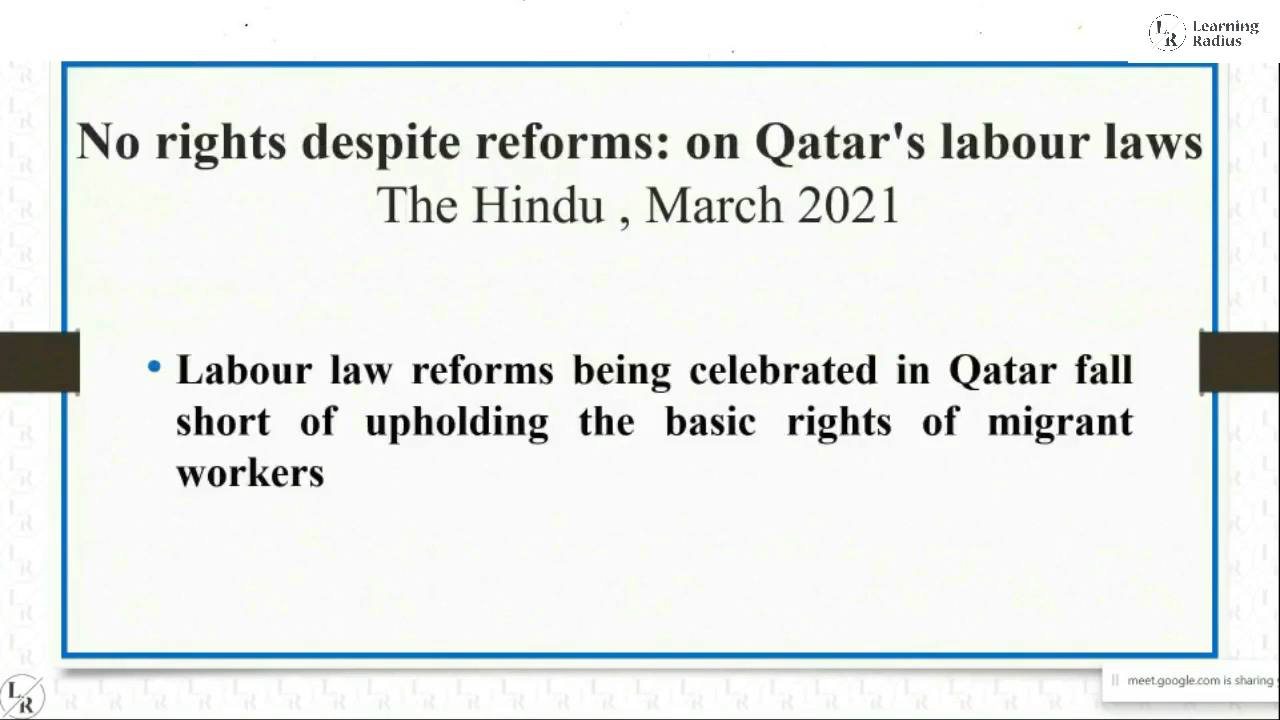 Learning
Radius
No rights despite reforms: on Qatar's labour laws
The Hindu , March 2021
• Labour law reforms being celebrated in Qatar fall
short of upholding the basic rights of migrant
workers
meet.google.com is sharing